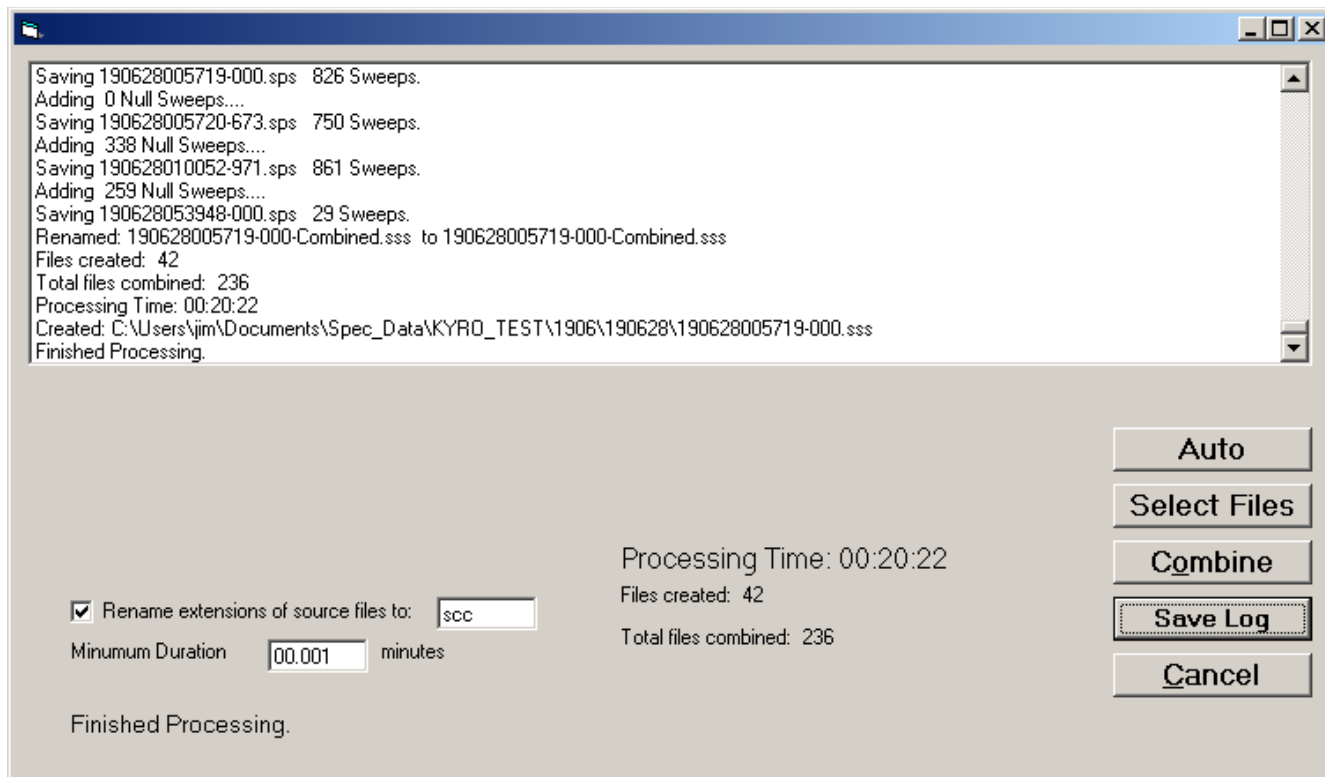 Saving 190628005719-000.sps   826 Sweeps.
Adding  0 Null Sweeps....
Saving 190628005720-673.sps   750 Sweeps.
Adding  338 Null Sweeps....
Saving 190628010052-971.sps   861 Sweeps.
Adding  259 Null Sweeps....
Saving 190628053948-000.sps   29 Sweeps.
Renamed: 190628005719-000-Combined.sss  to 190628005719-000-Combined.sss
Files created:  42
Total files combined:  236
Processing Time: 00:20:22
Created: C:\Users\jim\Documents\Spec_Data\KYRO_TEST\1906\190628\190628005719-000.sss
Finished Processing.
Auto
Select Files
Processing Time: 00:20:22
Combine
Files created:  42
Rename extensions of source files to: scc
Save Log
Total files combined:  236
Minumum Duration 00.001 minutes
Cancel
Finished Processing.